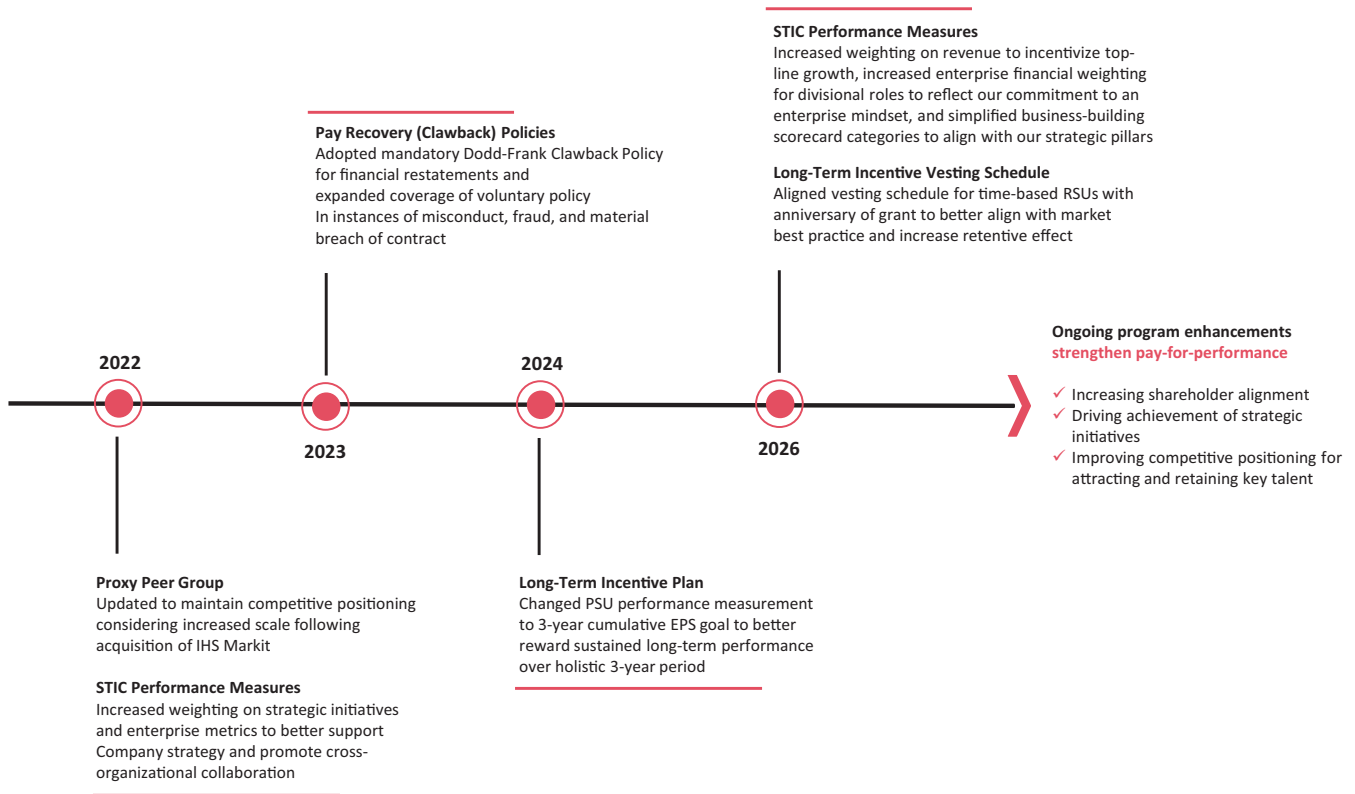 STIC Performance Measures
Increased weighting on revenue to incentivize top-
line growth, increased enterprise financial weighting
for divisional roles to reflect our commitment to an
enterprise mindset, and simplified business-building
scorecard categories to align with our strategic pillars
Long-Term Incentive Vesting Schedule
Aligned vesting schedule for time-based RSUs with
anniversary of grant to better align with market
best practice and increase retentive effect
Pay Recovery (Clawback) Policies
Adopted mandatory Dodd-Frank Clawback Policy
for financial restatements and
expanded coverage of voluntary policy
In instances of misconduct, fraud, and material
breach of contract
2022
2023
2024
2026
Ongoing program enhancements
strengthen pay-for-performance
✓ Increasing shareholder alignment
✓ Driving achievement of strategic
initiatives
✓ Improving competitive positioning for
attracting and retaining key talent
Proxy Peer Group
Updated to maintain competitive positioning
considering increased scale following
acquisition of IHS Markit
STIC Performance Measures
Increased weighting on strategic initiatives
and enterprise metrics to better support
Company strategy and promote cross-
organizational collaboration
Long-Term Incentive Plan
Changed PSU performance measurement
to 3-year cumulative EPS goal to better
reward sustained long-term performance
over holistic 3-year period